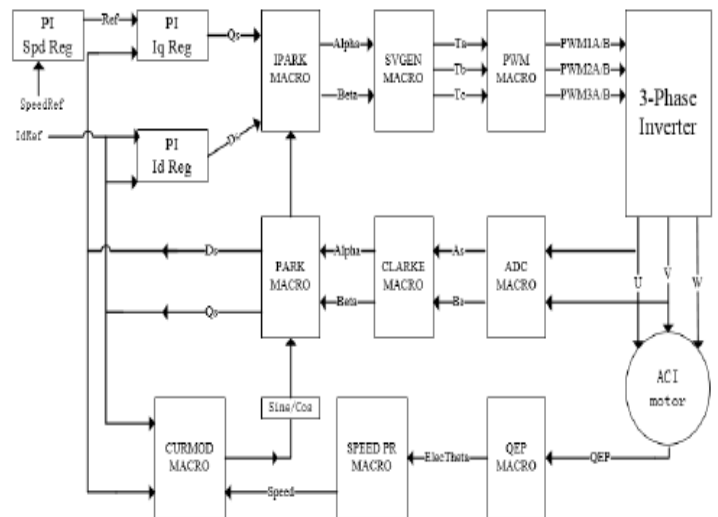 PI
Spd Reg
Ref
PI
Iq Reg
Qs
IPARK
MACRO
Alpha
Beta
SVGEN
MACRO
Ta
Tb
Tc
PWM
MACRO
PWM1A/B
PWM2A/B
PWM3A/B
3-Phase
Inverter
SpeedRef
IdRef
PI
Id Reg
Ds
Ds
Qs
PARK
MACRO
Alpha
Beta
CLARKE
MACRO
As
Bs
ADC
MACRO
U
V
W
ACI
motor
Sine/Cos
CURMOD
MACRO
Speed
SPEED PR
MACRO
ElecTheta
QEP
MACRO
QEP